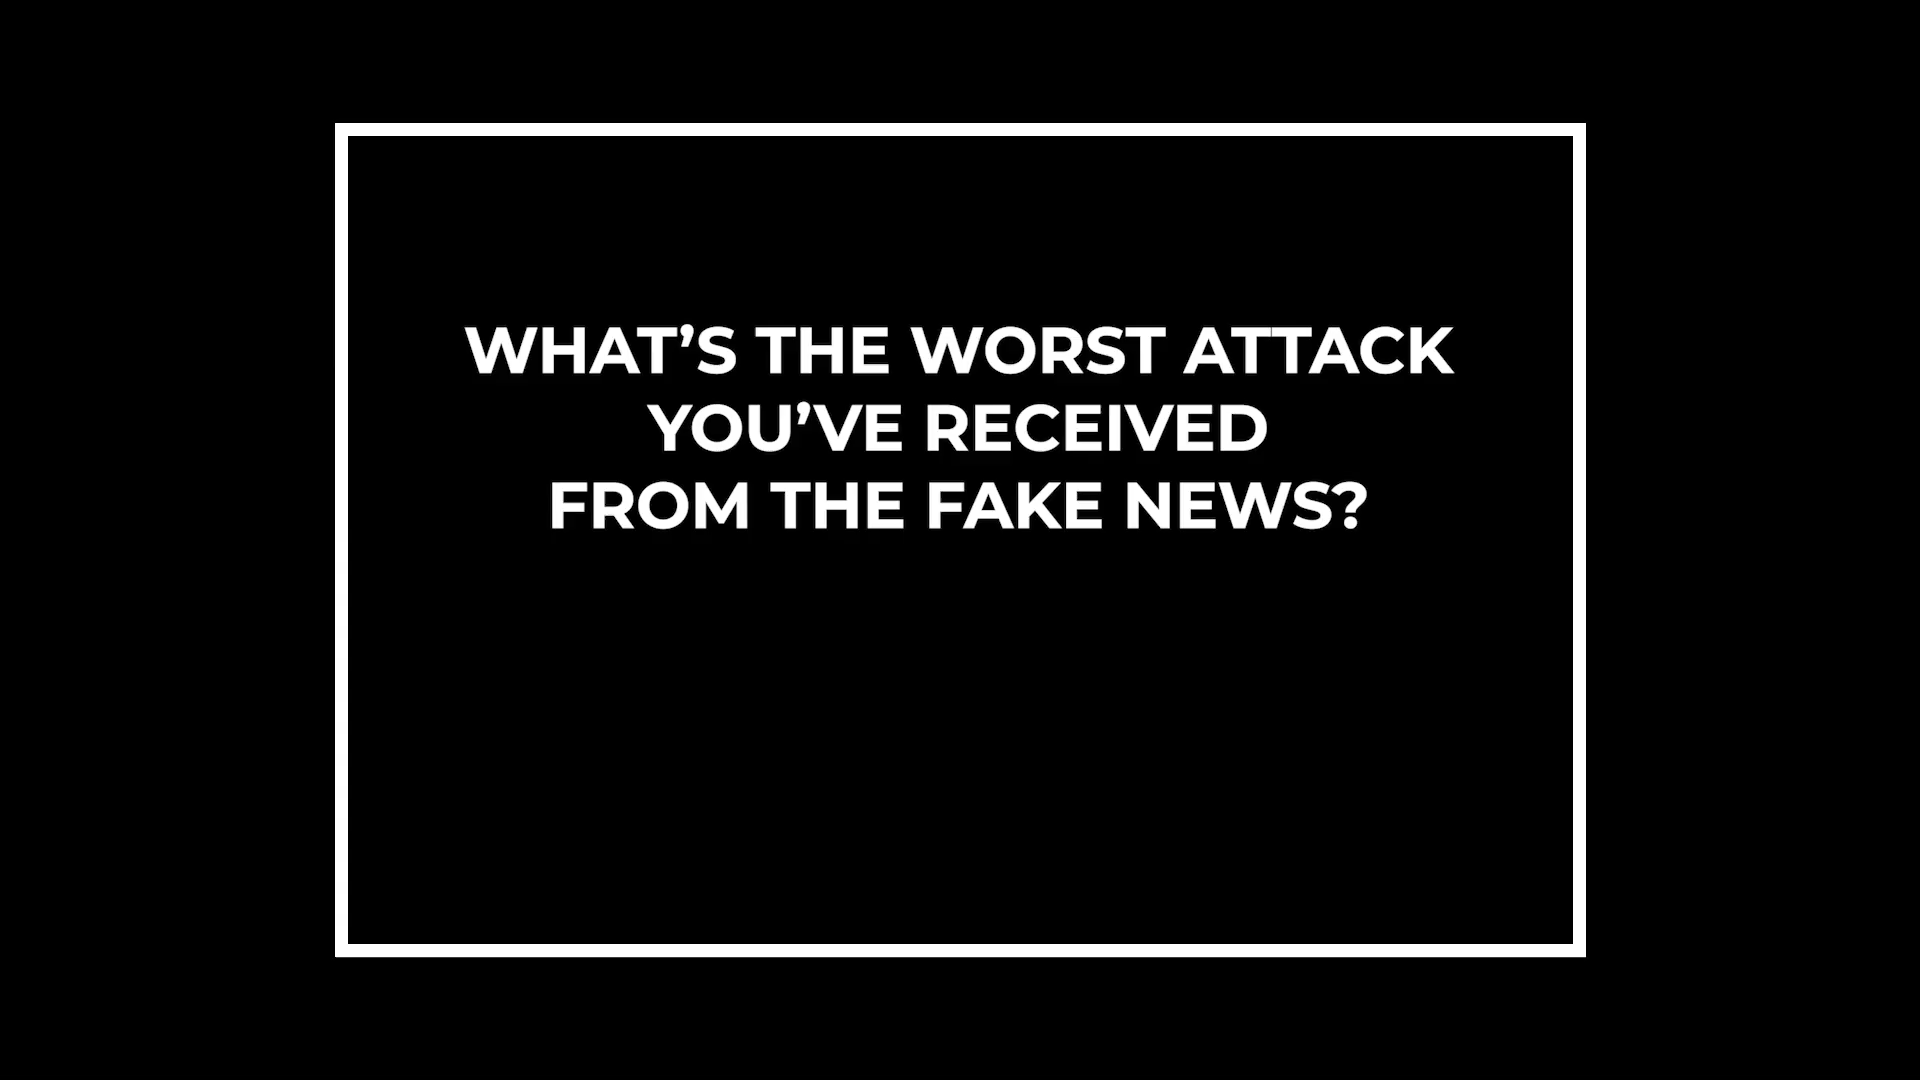 WHAT’S THE WORST ATTACK
YOU’VE RECEIVED
FROM THE FAKE NEWS?